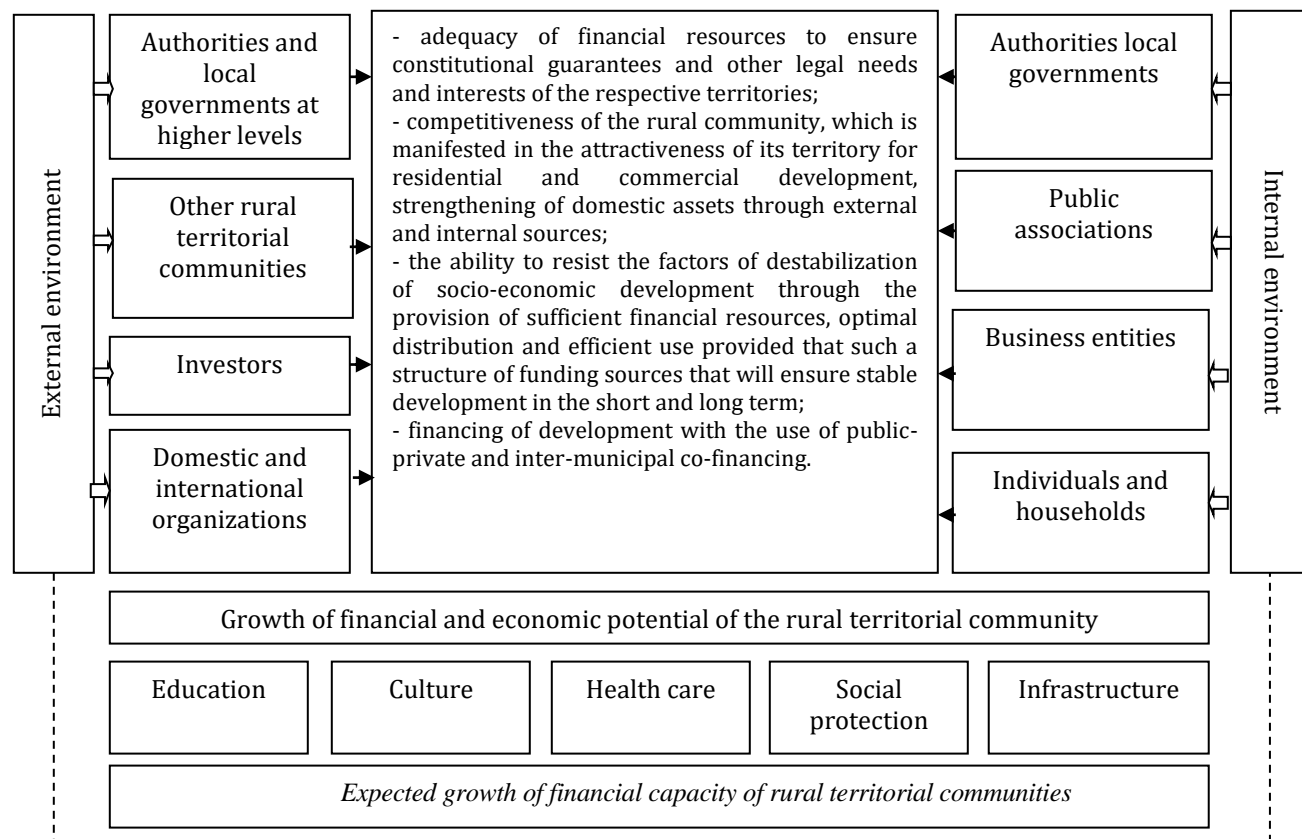 External environment
Authorities and
local
governments at
higher levels
Other rural
territorial
communities
Investors
Domestic and
international
organizations
- adequacy of financial resources to ensure
constitutional guarantees and other legal needs
and interests of the respective territories;
- competitiveness of the rural community, which is
manifested in the attractiveness of its territory for
residential and commercial development,
strengthening of domestic assets through external
and internal sources;
- the ability to resist the factors of destabilization
of socio-economic development through the
provision of sufficient financial resources, optimal
distribution and efficient use provided that such a
structure of funding sources that will ensure stable
development in the short and long term;
- financing of development with the use of public-
private and inter-municipal co-financing.
Authorities local
governments
Public
associations
Business entities
Individuals and
households
Internal environment
Growth of financial and economic potential of the rural territorial community
Education
Culture
Health care
Social
protection
Infrastructure
Expected growth of financial capacity of rural territorial communities